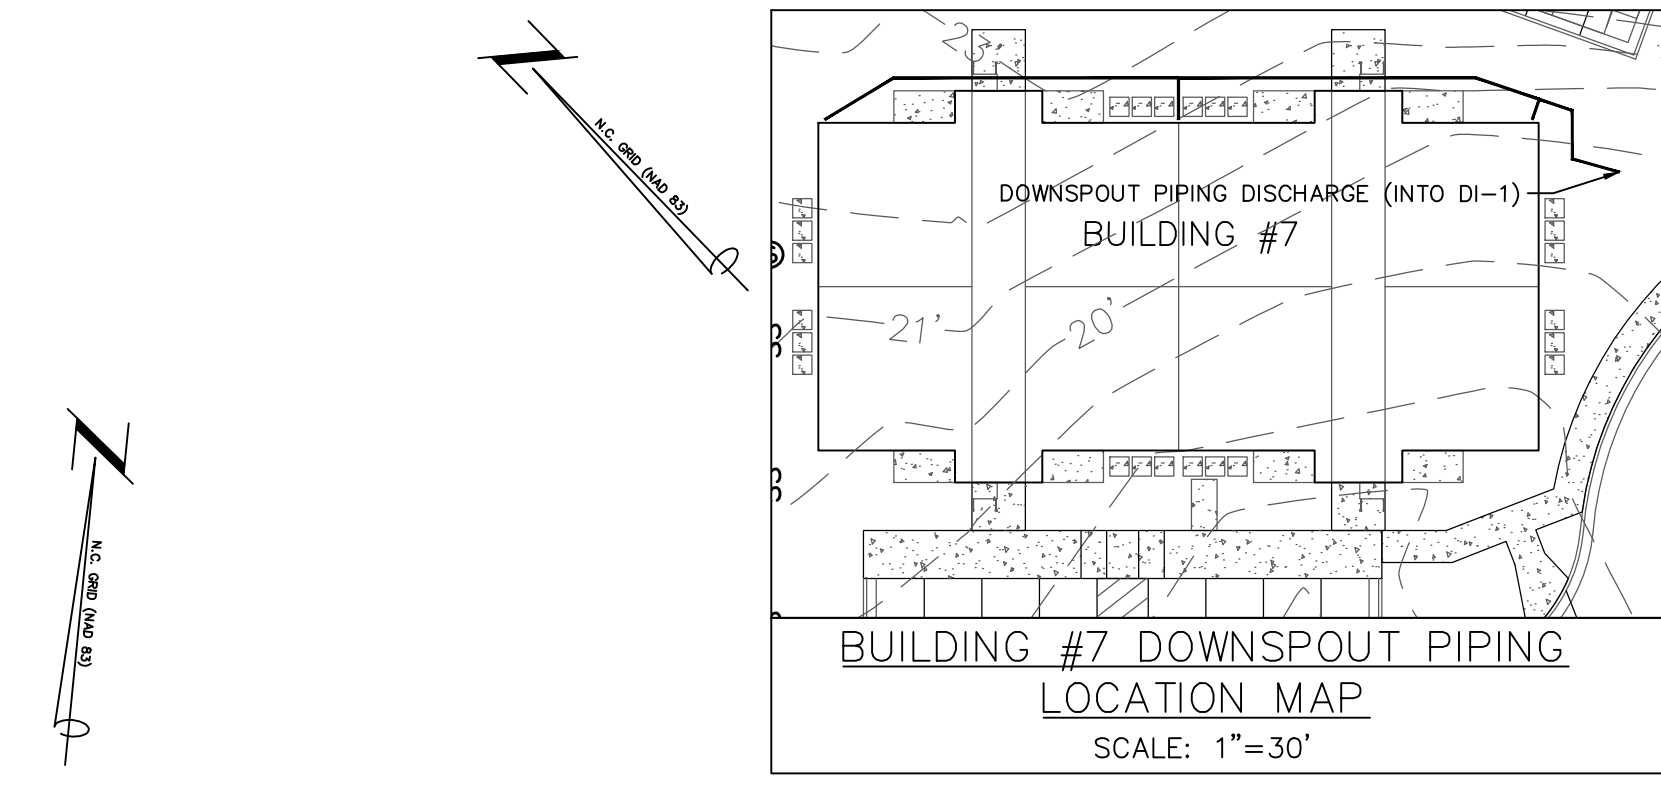 N.C. GRID (NAD 83)
N.C. GRID (NAD 83)
23
DOWNSPOUT PIPING DISCHARGE (INTO DI-1)
BUILDING #7
21'
20'
BUILDING #7 DOWNSPOUT PIPING
LOCATION MAP
SCALE: 1"=30'